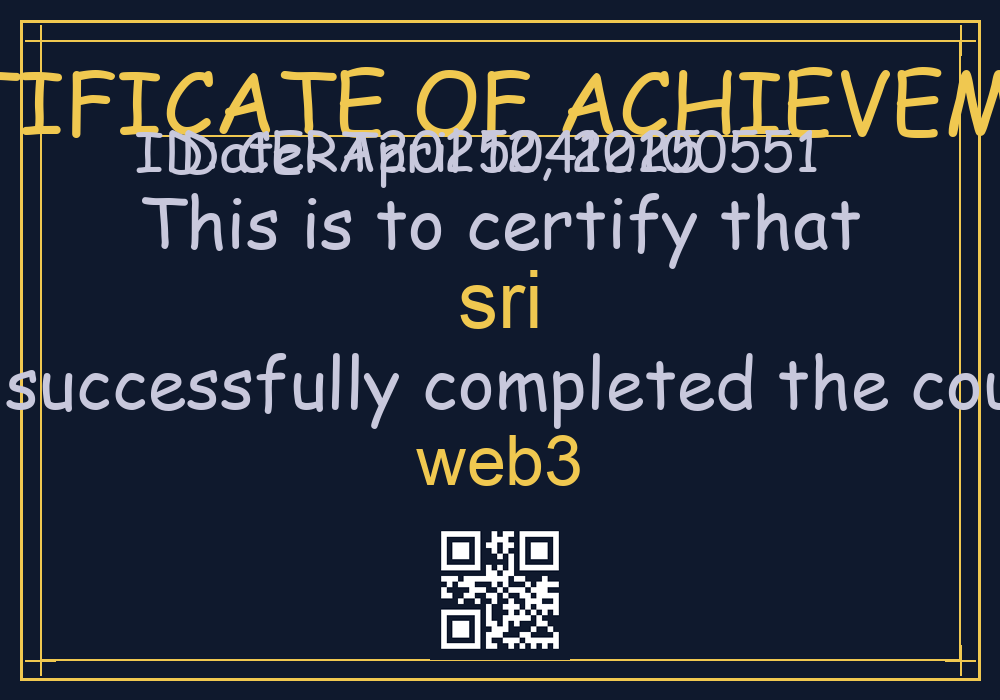 TIFICATE OF ACHIEVEM
This is to certify that
sri
successfully completed the cou
web3